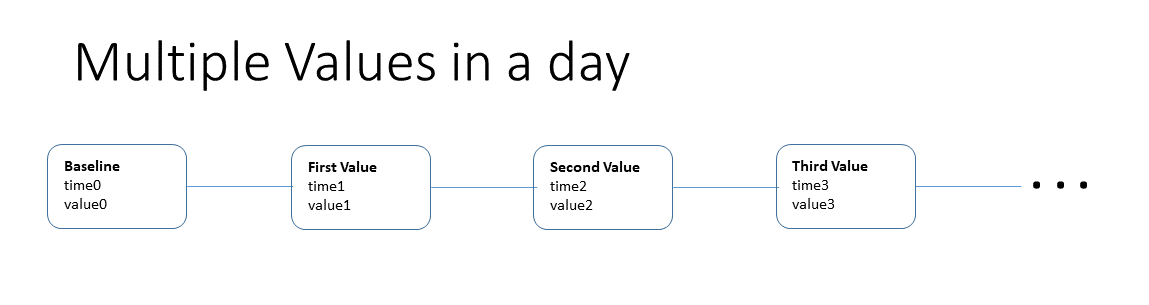 Multiple Values in a day
Baseline
time0
value0
First Value
time1
value1
Second Value
time2
value2
Third Value
time3
value3
...